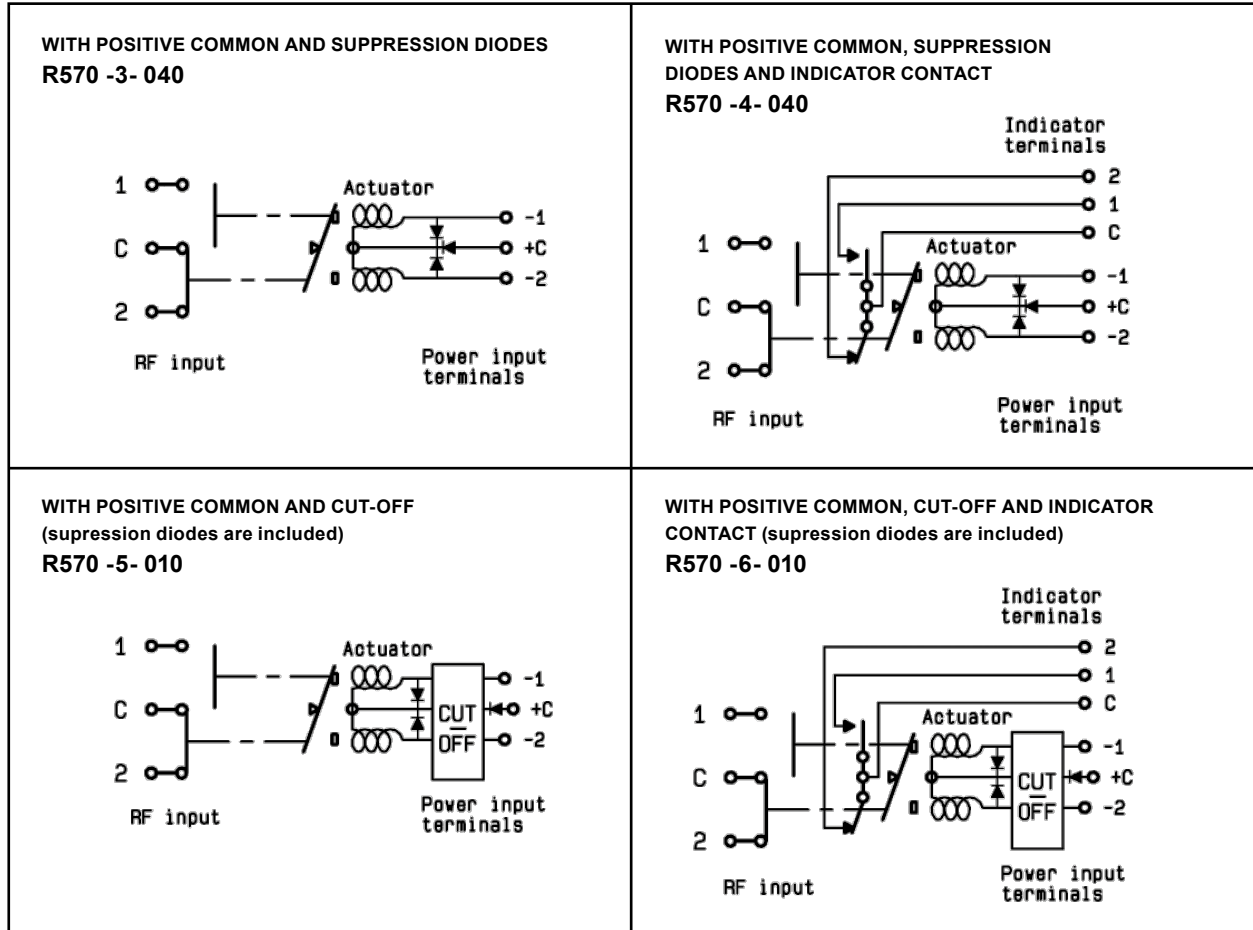 WITH POSITIVE COMMON AND SUPPRESSION DIODES
R570 -3- 040
1
Actuator
-1
C
+C
-2
2
RF input
Power input
terminals
WITH POSITIVE COMMON, SUPPRESSION
DIODES AND INDICATOR CONTACT
R570 -4- 040
Indicator
terminals
2
1
C
1
Actuator
-1
C
+C
-2
2
RF input
Power input
terminals
WITH POSITIVE COMMON AND CUT-OFF
(supression diodes are included)
R570 -5- 010
1
Actuator
-1
C
CUT
+C
OFF
-2
2
RF input
Power input
terminals
WITH POSITIVE COMMON, CUT-OFF AND INDICATOR
CONTACT (supression diodes are included)
R570 -6- 010
Indicator
terminals
2
1
C
1
Actuator
-1
C
CUT
+C
OFF
-2
2
RF input
Power input
terminals